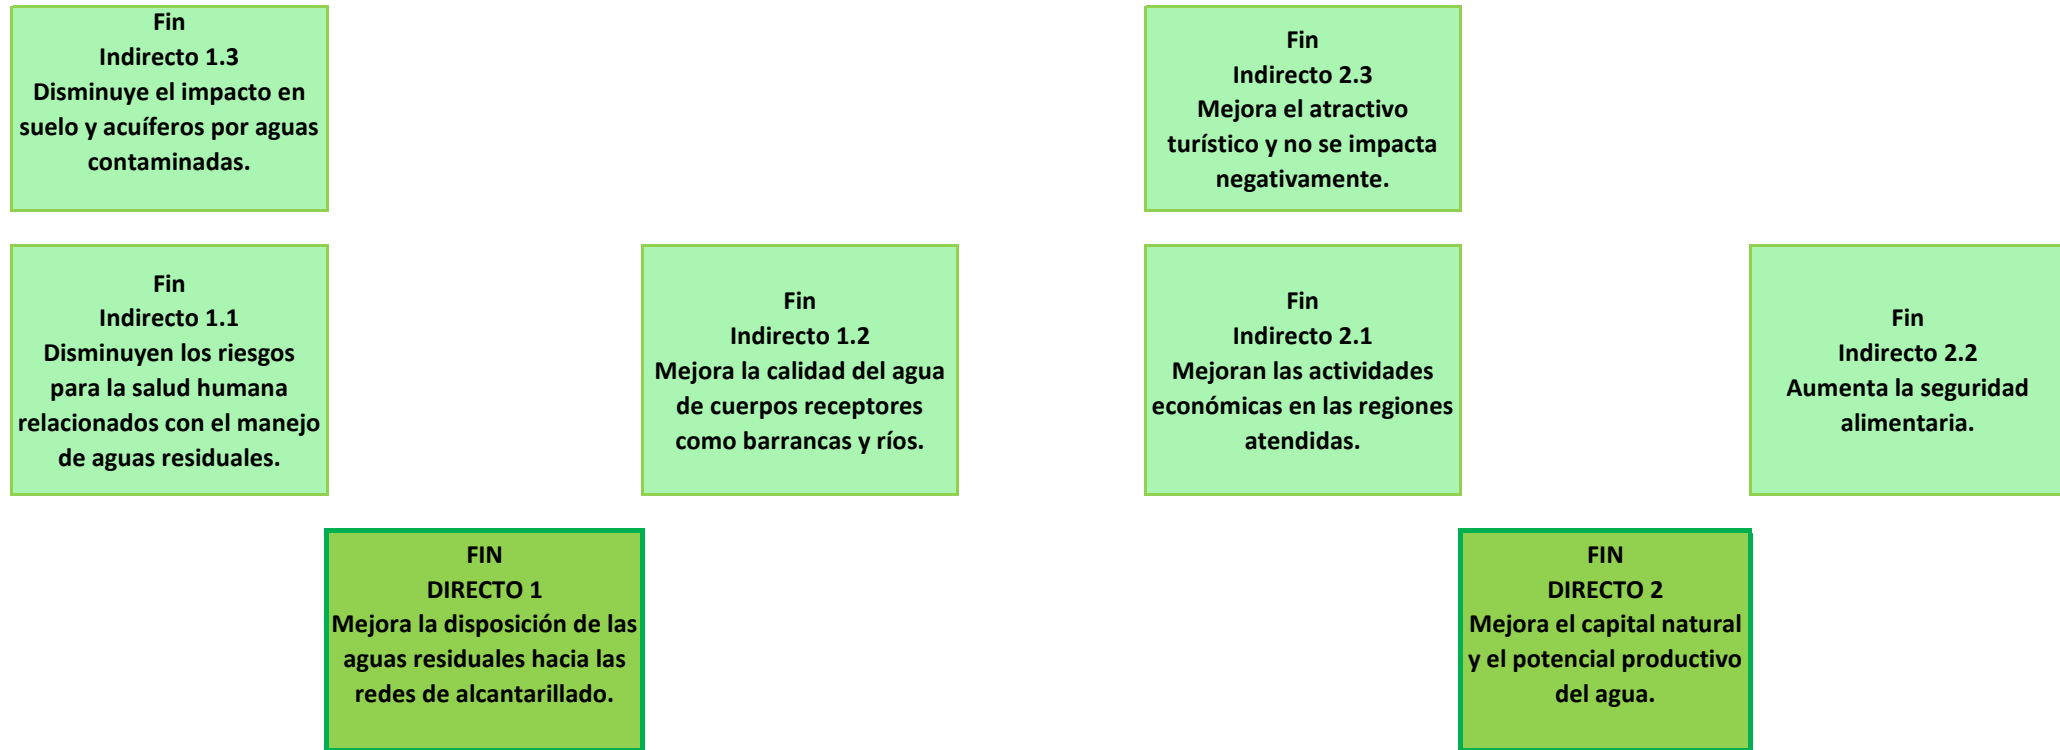 Fin
Indirecto 1.3
Disminuye el impacto en
suelo y acuíferos por aguas
contaminadas.
Fin
Indirecto 2.3
Mejora el atractivo
turístico y no se impacta
negativamente.
Fin
Indirecto 1.1
Disminuyen los riesgos
para la salud humana
relacionados con el manejo
de aguas residuales.
Fin
Indirecto 1.2
Mejora la calidad del agua
de cuerpos receptores
como barrancas y ríos.
Fin
Indirecto 2.1
Mejoran las actividades
económicas en las regiones
atendidas.
Fin
Indirecto 2.2
Aumenta la seguridad
alimentaria.
FIN
DIRECTO 1
Mejora la disposición de las
aguas residuales hacia las
redes de alcantarillado.
FIN
DIRECTO 2
Mejora el capital natural
y el potencial productivo
del agua.